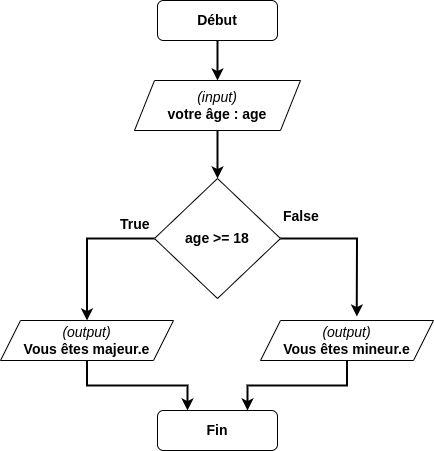 Début
(input)
votre âge : age
True
False
age >= 18
(output)
Vous êtes majeur.e
(output)
Vous êtes mineur.e
Fin